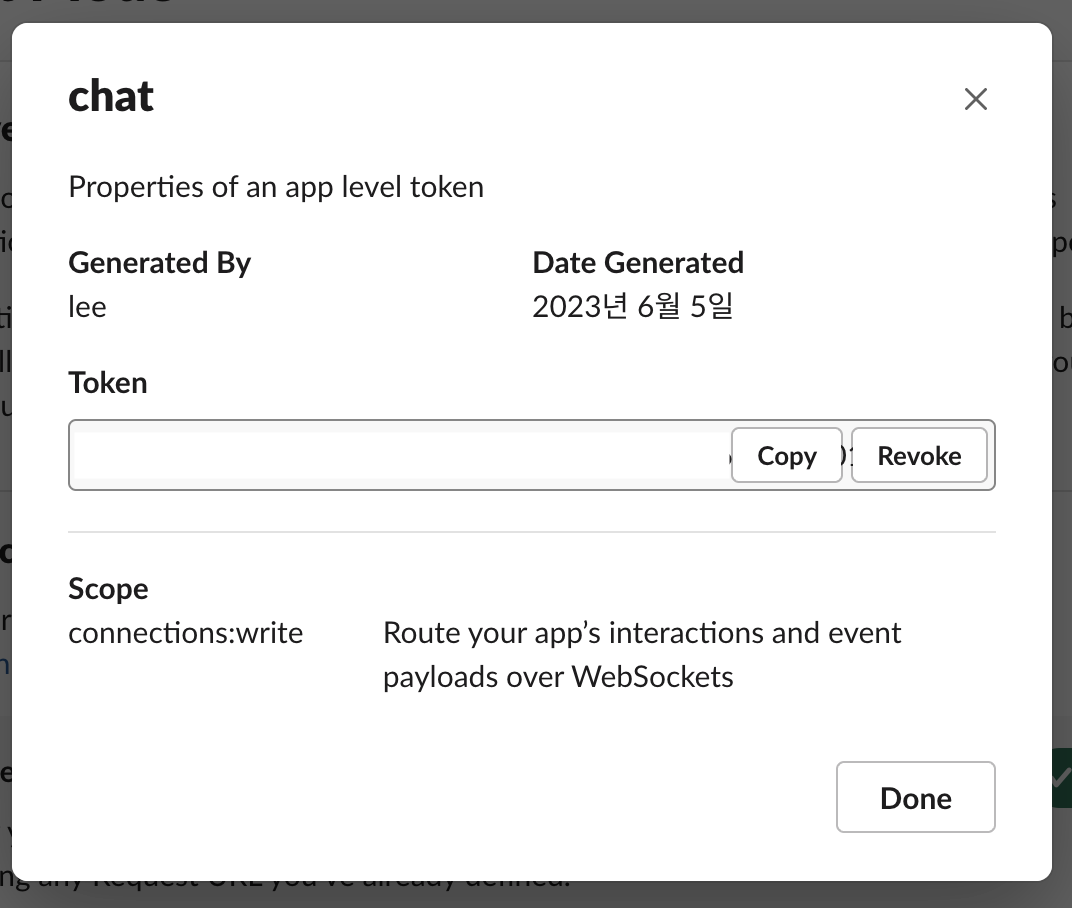 chat
Properties of an app level token
Generated By
Date Generated
lee
2023년 6월 5일
Token
Copy
Revoke
Scope
connections:write
Route your app’s interactions and event
payloads over WebSockets
Done
ng any Request URL you've already defined.